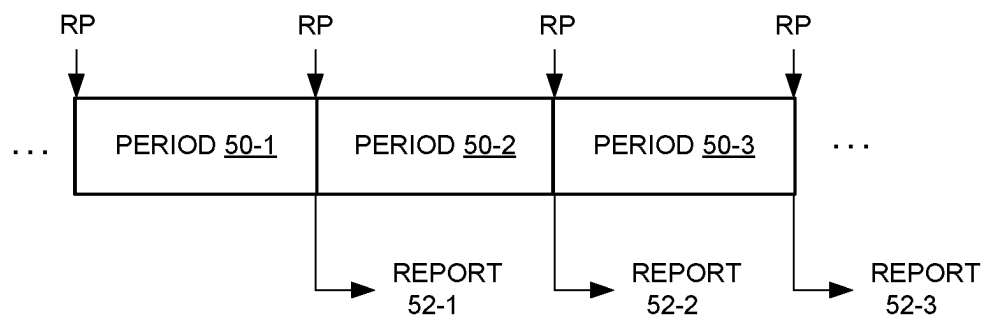 RP RP RP RP
... PERIOD 50-1 PERIOD 50-2 PERIOD 50-3 ...
REPORT 52-1
REPORT 52-2
REPORT 52-3